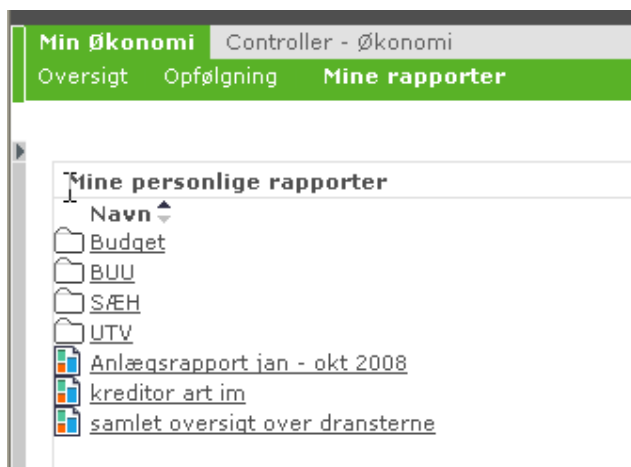 Min Økonomi Controller - Økonomi
Oversigt Opfølgning Mine rapporter
Mine personlige rapporter
Navn
Budget
BUU
SÆH
UTV
Anlægsrapport jan - okt 2008
kreditor art im
samlet oversigt over dransterne